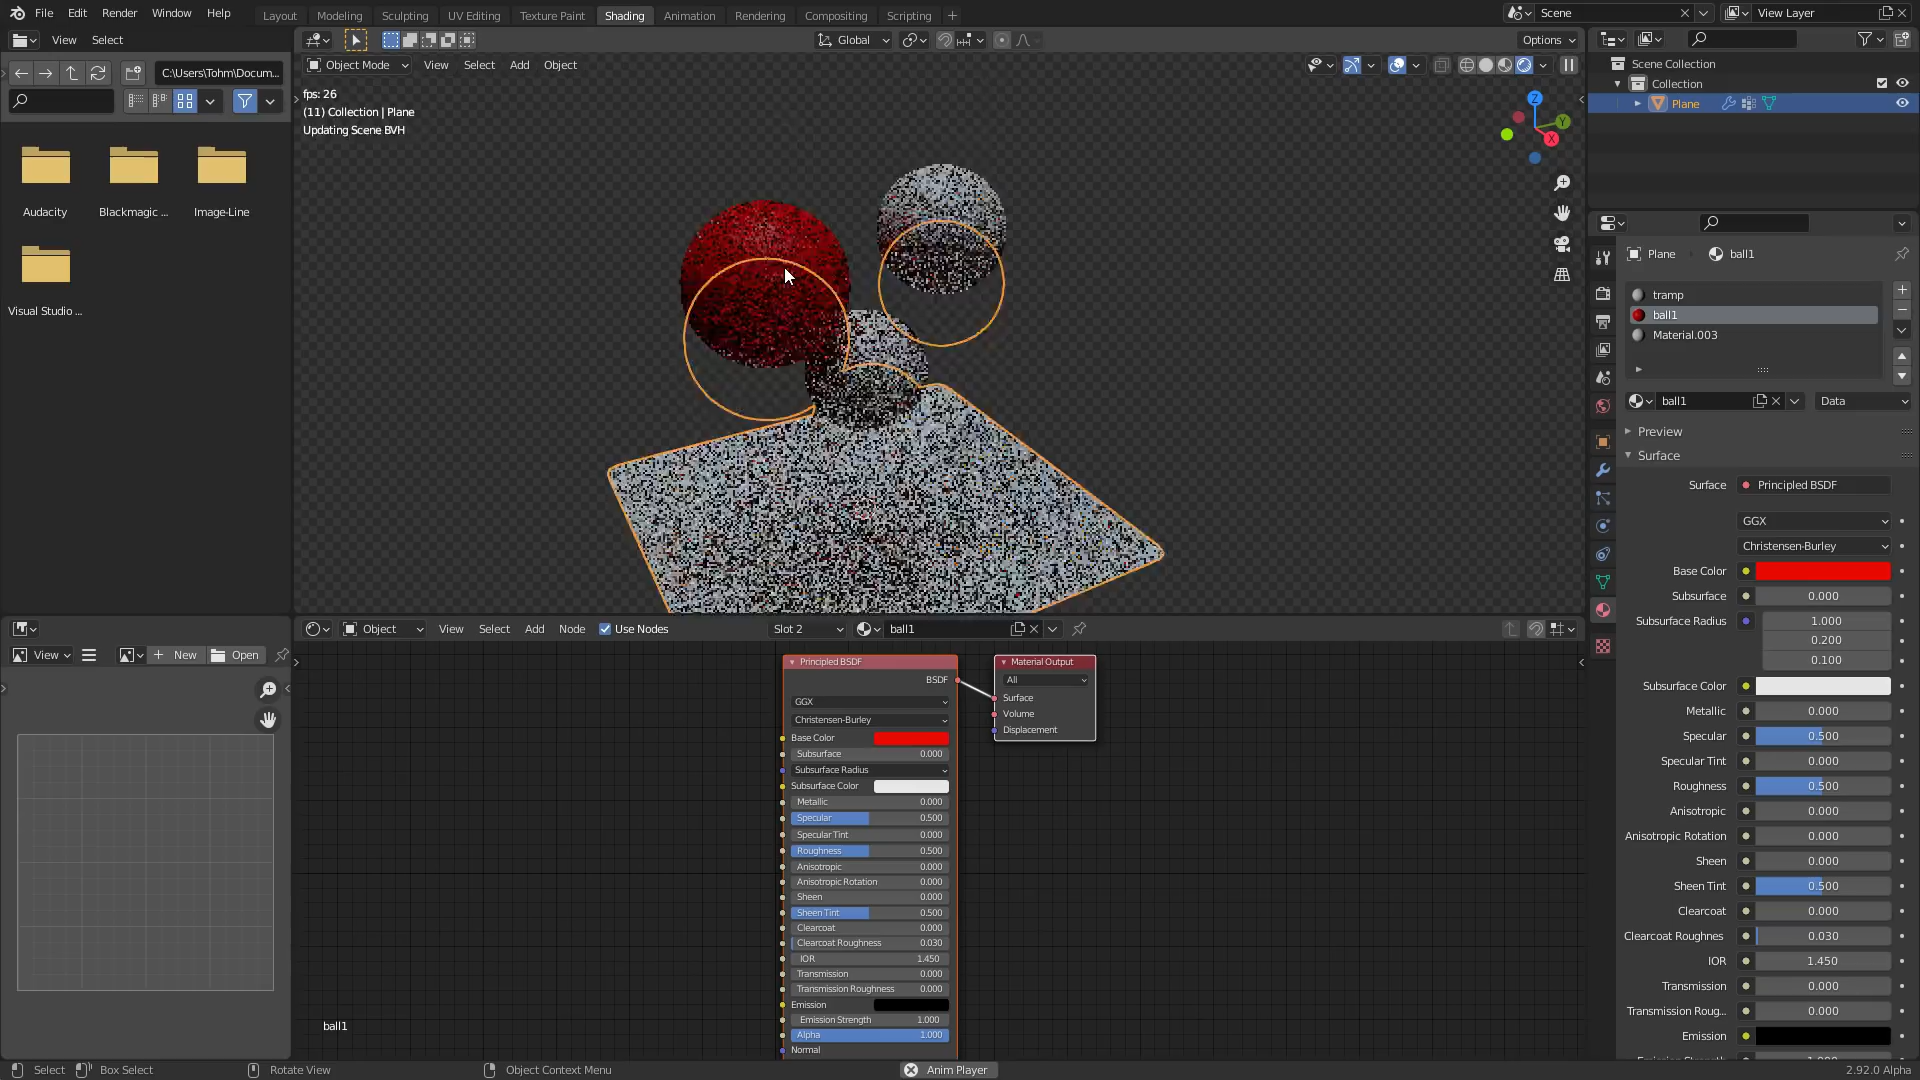 File Edit Render Window Help Layout Modeling Sculpting UV Editing Texture Paint Shading Animation Rendering Compositing Scripting + Scene View Layer
View Select
Global Options
C:\Users\Tohm\Docum...
Object Mode View Select Add Object
fps: 26
(11) Collection | Plane
Updating Scene BVH
Z
Y
X
Audacity Blackmagic ... Image-Line
Visual Studio ...
Scene Collection
Collection
Plane
Plane ball1
tramp
ball1
Material.003
ball1 Data
Preview
Surface
Surface Principled BSDF
GGX
Christensen-Burley
Base Color
Subsurface 0.000
Subsurface Radius 1.000
0.200
0.100
Subsurface Color
Metallic 0.000
Specular 0.500
Specular Tint 0.000
Roughness 0.500
Anisotropic 0.000
Anisotropic Rotation 0.000
Sheen 0.000
Sheen Tint 0.500
Clearcoat 0.000
Clearcoat Roughnes 0.030
IOR 1.450
Transmission 0.000
Transmission Roug... 0.000
Emission
View New Open
Object View Select Add Node Use Nodes Slot 2 ball1
Principled BSDF
BSDF
GGX
Christensen-Burley
Base Color
Subsurface 0.000
Subsurface Radius
Subsurface Color
Metallic 0.000
Specular 0.500
Specular Tint 0.000
Roughness 0.500
Anisotropic 0.000
Anisotropic Rotation 0.000
Sheen 0.000
Sheen Tint 0.500
Clearcoat 0.000
Clearcoat Roughness 0.030
IOR 1.450
Transmission 0.000
Transmission Roughness 0.000
Emission
Emission Strength 1.000
Alpha 1.000
Normal
Material Output
All
Surface
Volume
Displacement
ball1
Select Box Select Rotate View Object Context Menu Anim Player 2.92.0 Alpha